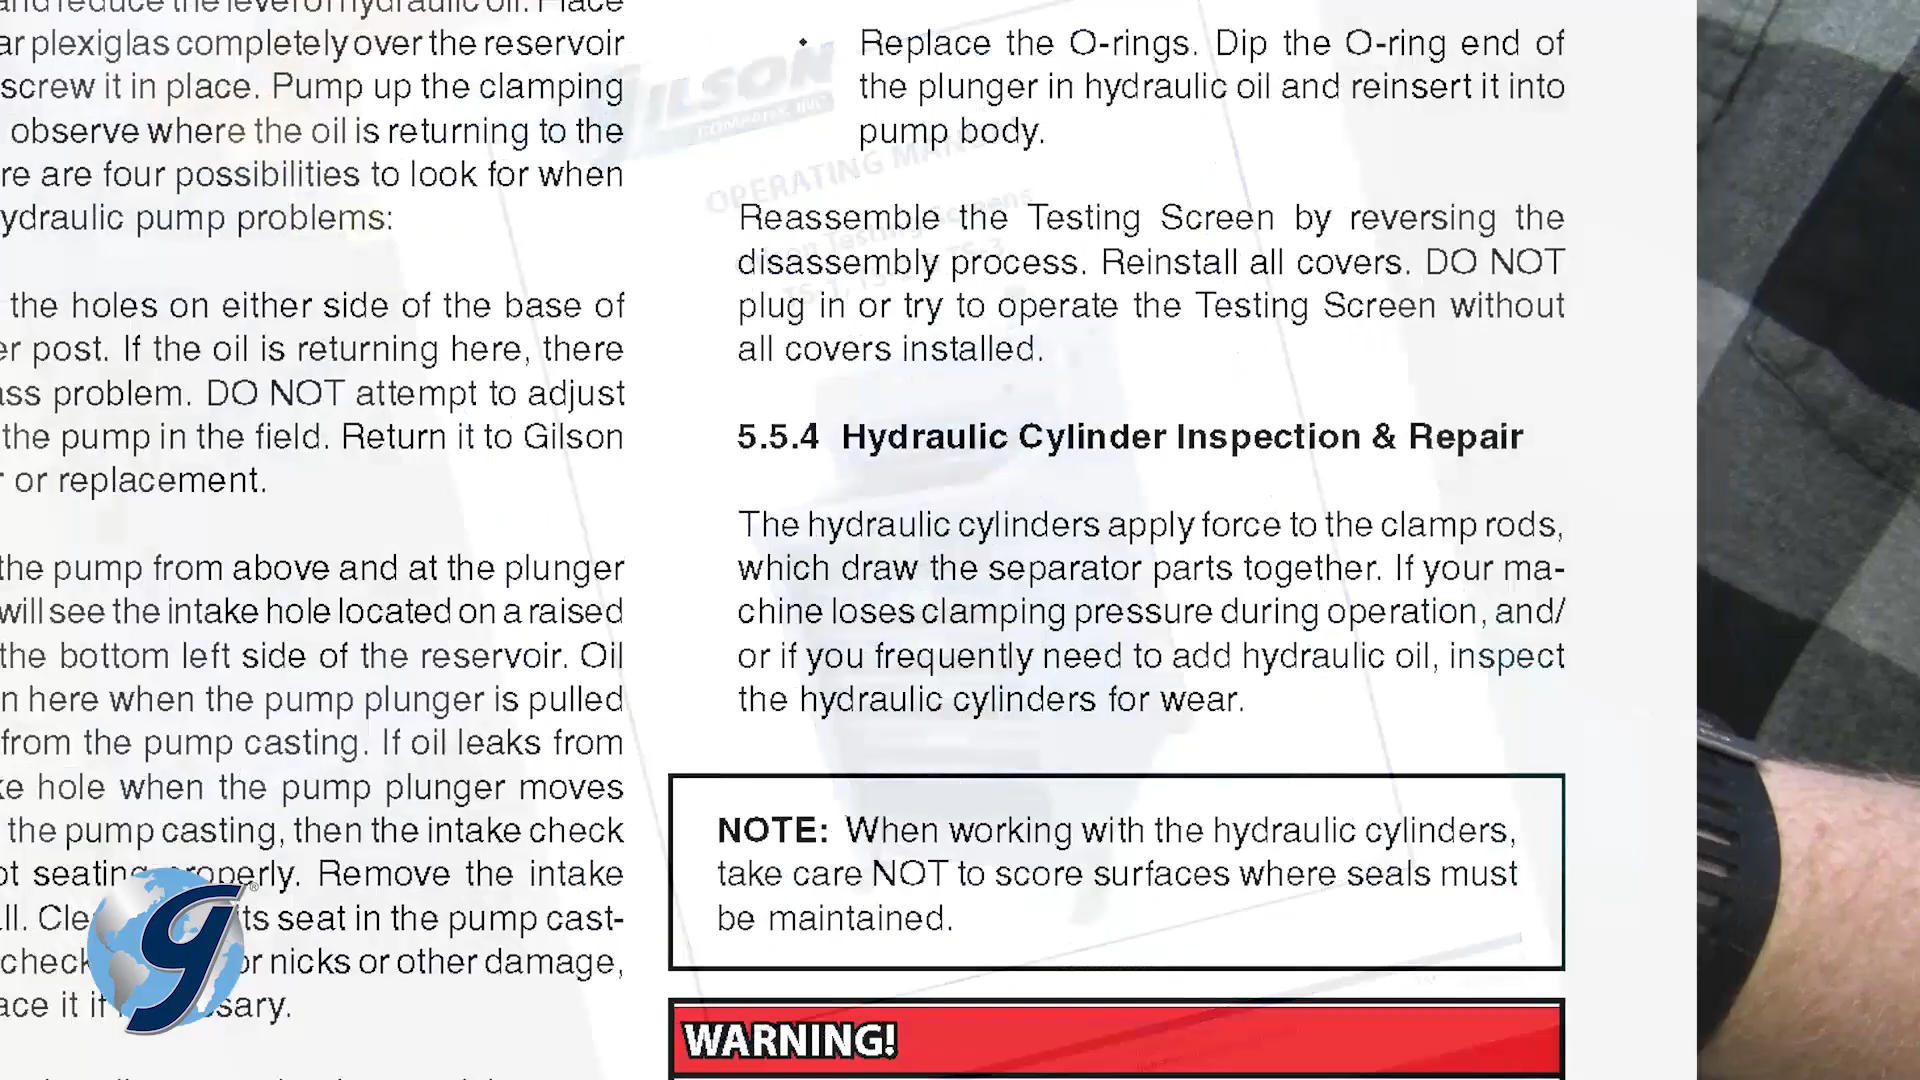 and reduce the level of hydraulic oil. Place
ar plexiglas completely over the reservoir
screw it in place. Pump up the clamping
observe where the oil is returning to the
re are four possibilities to look for when
ydraulic pump problems:
the holes on either side of the base of
er post. If the oil is returning here, there
ass problem. DO NOT attempt to adjust
the pump in the field. Return it to Gilson
r or replacement.
the pump from above and at the plunger
will see the intake hole located on a raised
the bottom left side of the reservoir. Oil
n here when the pump plunger is pulled
from the pump casting. If oil leaks from
ke hole when the pump plunger moves
the pump casting, then the intake check
ot seating properly. Remove the intake
ll. Cle its seat in the pump cast-
check or nicks or other damage,
ace it if ssary.
• Replace the O-rings. Dip the O-ring end of
the plunger in hydraulic oil and reinsert it into
pump body.
Reassemble the Testing Screen by reversing the
disassembly process. Reinstall all covers. DO NOT
plug in or try to operate the Testing Screen without
all covers installed.
5.5.4 Hydraulic Cylinder Inspection & Repair
The hydraulic cylinders apply force to the clamp rods,
which draw the separator parts together. If your ma-
chine loses clamping pressure during operation, and/
or if you frequently need to add hydraulic oil, inspect
the hydraulic cylinders for wear.
NOTE: When working with the hydraulic cylinders,
take care NOT to score surfaces where seals must
be maintained.
WARNING!
GILSON
COMPANY, INC.
OPERATING MANU
Testing Screens
g®